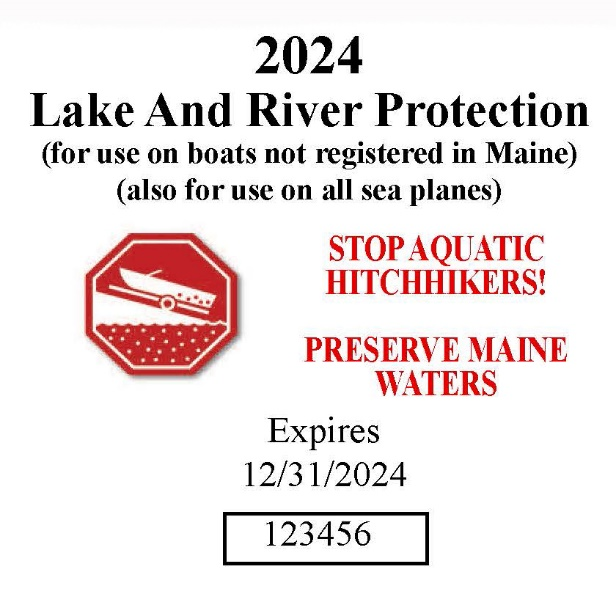 2024
Lake And River Protection
(for use on boats not registered in Maine)
(also for use on all sea planes)
STOP AQUATIC
HITCHHIKERS!
PRESERVE MAINE
WATERS
Expires
12/31/2024
123456